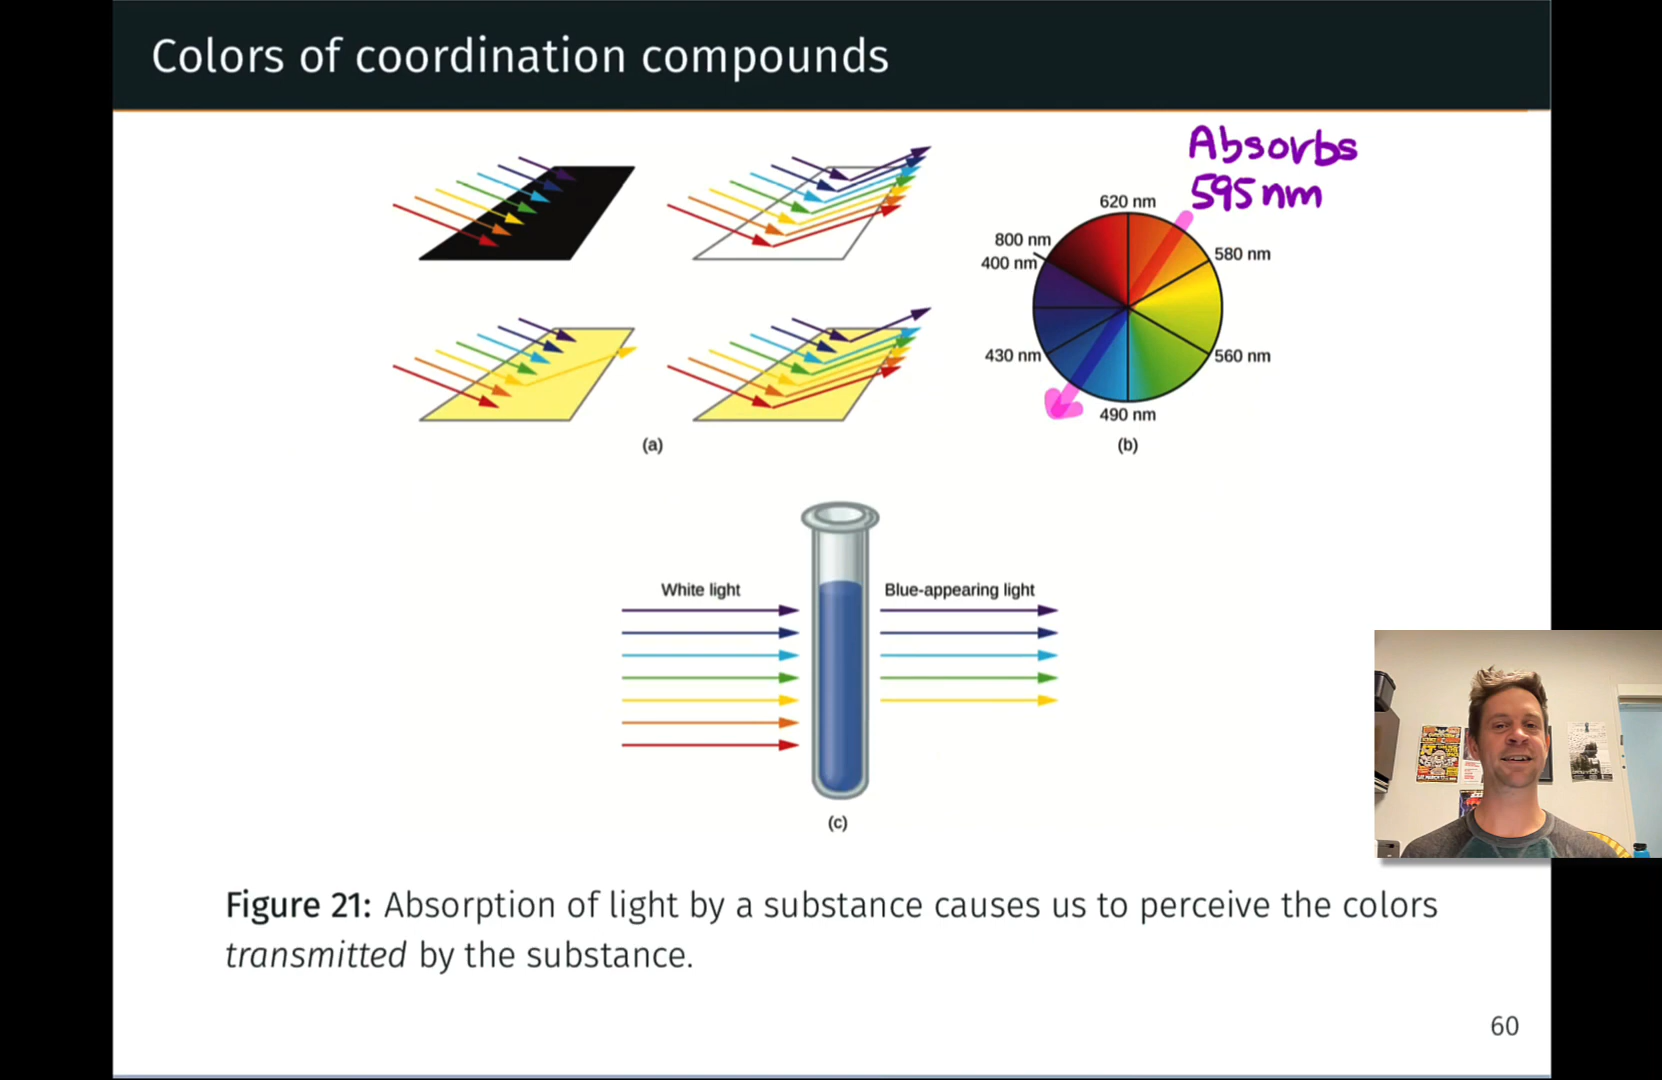 Colors of coordination compounds
Absorbs
595 nm
620 nm
800 nm
400 nm
580 nm
430 nm
560 nm
490 nm
(a)
(b)
White light
Blue-appearing light
(c)
Figure 21: Absorption of light by a substance causes us to perceive the colors
transmitted by the substance.
60